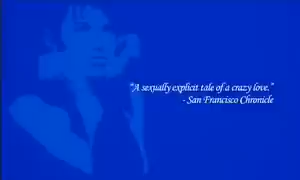 "A sexually explicit tale of a crazy love."
- San Francisco Chronicle